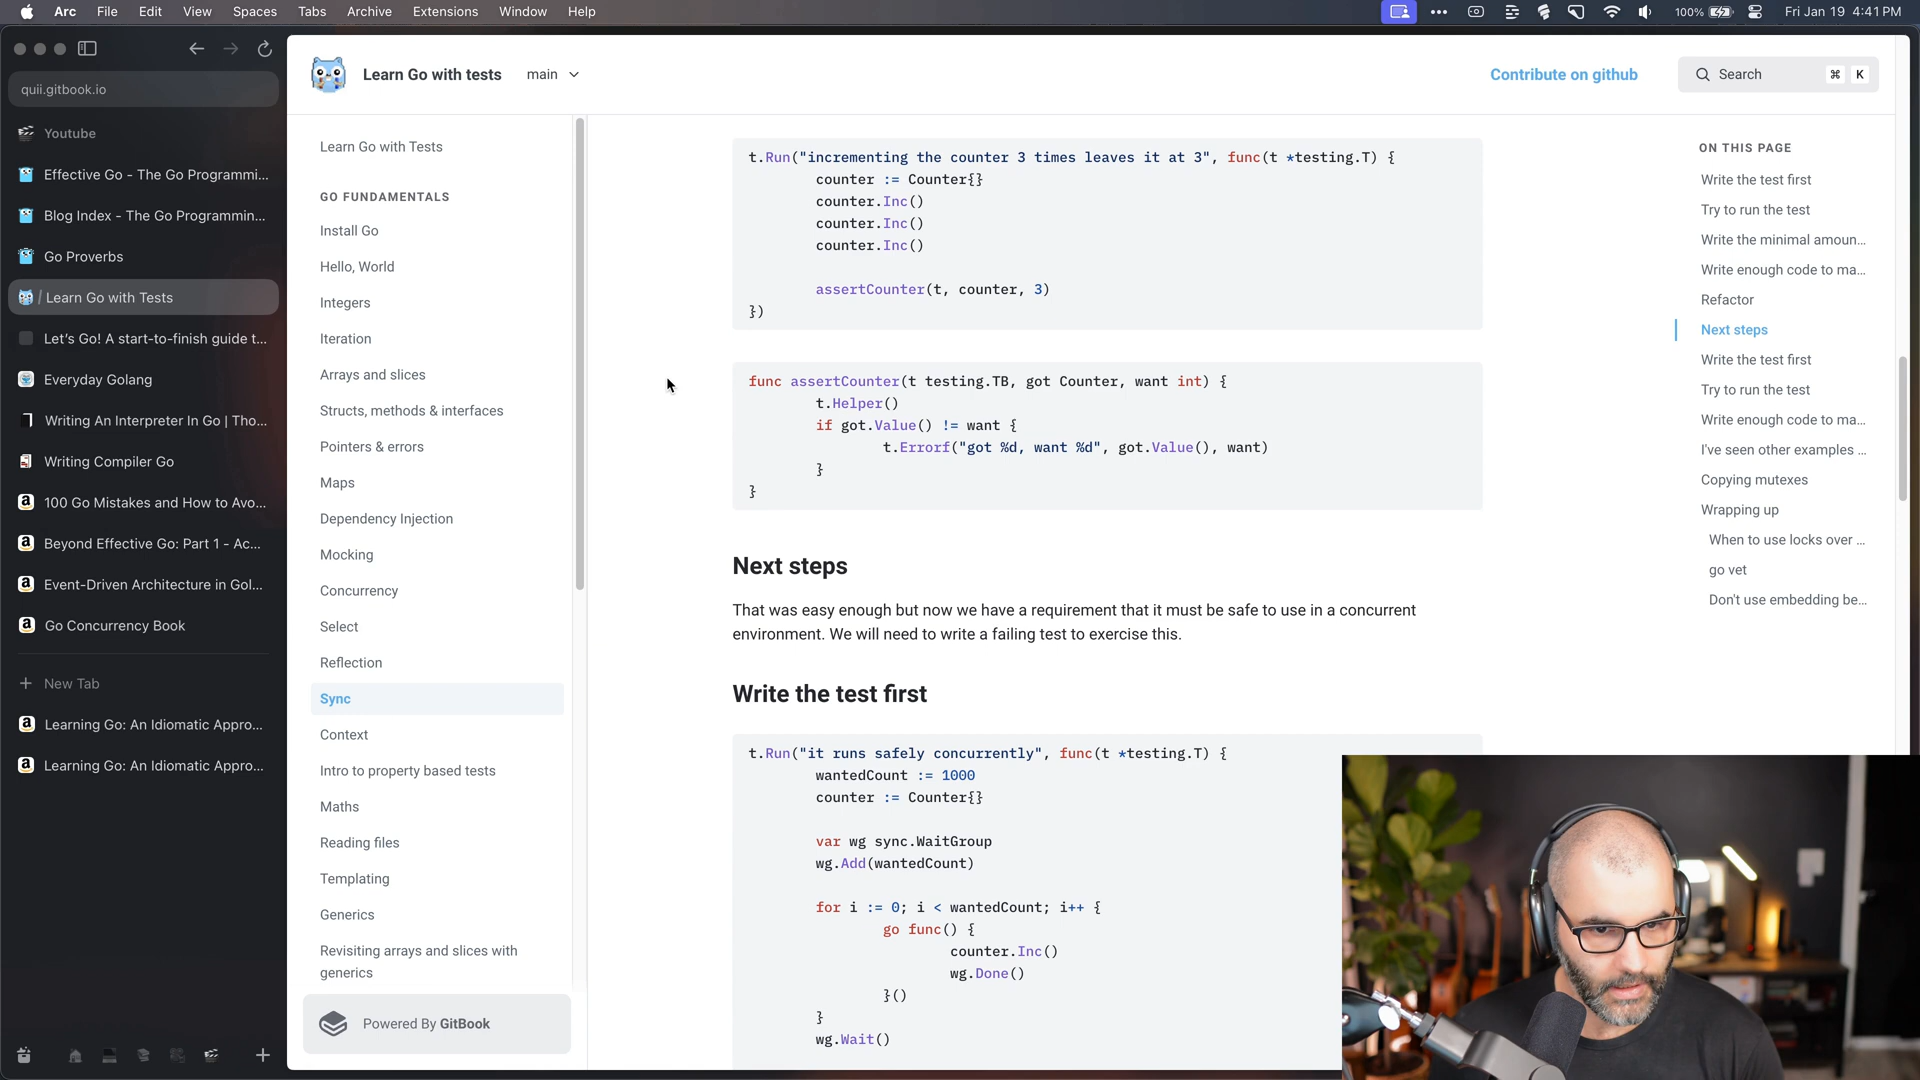 Arc File Edit View Spaces Tabs Archive Extensions Window Help
100% Fri Jan 19 4:41 PM
quii.gitbook.io
Youtube
Effective Go - The Go Programmi...
Blog Index - The Go Programmin...
Go Proverbs
/ Learn Go with Tests
Let's Go! A start-to-finish guide t...
Everyday Golang
Writing An Interpreter In Go | Tho...
Writing Compiler Go
100 Go Mistakes and How to Avo...
Beyond Effective Go: Part 1 - Ac...
Event-Driven Architecture in Gol...
Go Concurrency Book
New Tab
Learning Go: An Idiomatic Appro...
Learning Go: An Idiomatic Appro...
Learn Go with tests main
Contribute on github
Search ⌘ K
Learn Go with Tests
GO FUNDAMENTALS
Install Go
Hello, World
Integers
Iteration
Arrays and slices
Structs, methods & interfaces
Pointers & errors
Maps
Dependency Injection
Mocking
Concurrency
Select
Reflection
Sync
Context
Intro to property based tests
Maths
Reading files
Templating
Generics
Revisiting arrays and slices with
generics
Powered By GitBook
t.Run("incrementing the counter 3 times leaves it at 3", func(t *testing.T) {
counter := Counter{}
counter.Inc()
counter.Inc()
counter.Inc()
assertCounter(t, counter, 3)
})
func assertCounter(t testing.TB, got Counter, want int) {
t.Helper()
if got.Value() != want {
t.Errorf("got %d, want %d", got.Value(), want)
}
}
Next steps
That was easy enough but now we have a requirement that it must be safe to use in a concurrent
environment. We will need to write a failing test to exercise this.
Write the test first
t.Run("it runs safely concurrently", func(t *testing.T) {
wantedCount := 1000
counter := Counter{}
var wg sync.WaitGroup
wg.Add(wantedCount)
for i := 0; i < wantedCount; i++ {
go func() {
counter.Inc()
wg.Done()
}()
}
wg.Wait()
ON THIS PAGE
Write the test first
Try to run the test
Write the minimal amoun...
Write enough code to ma...
Refactor
Next steps
Write the test first
Try to run the test
Write enough code to ma...
I've seen other examples ...
Copying mutexes
Wrapping up
When to use locks over ...
go vet
Don't use embedding be...